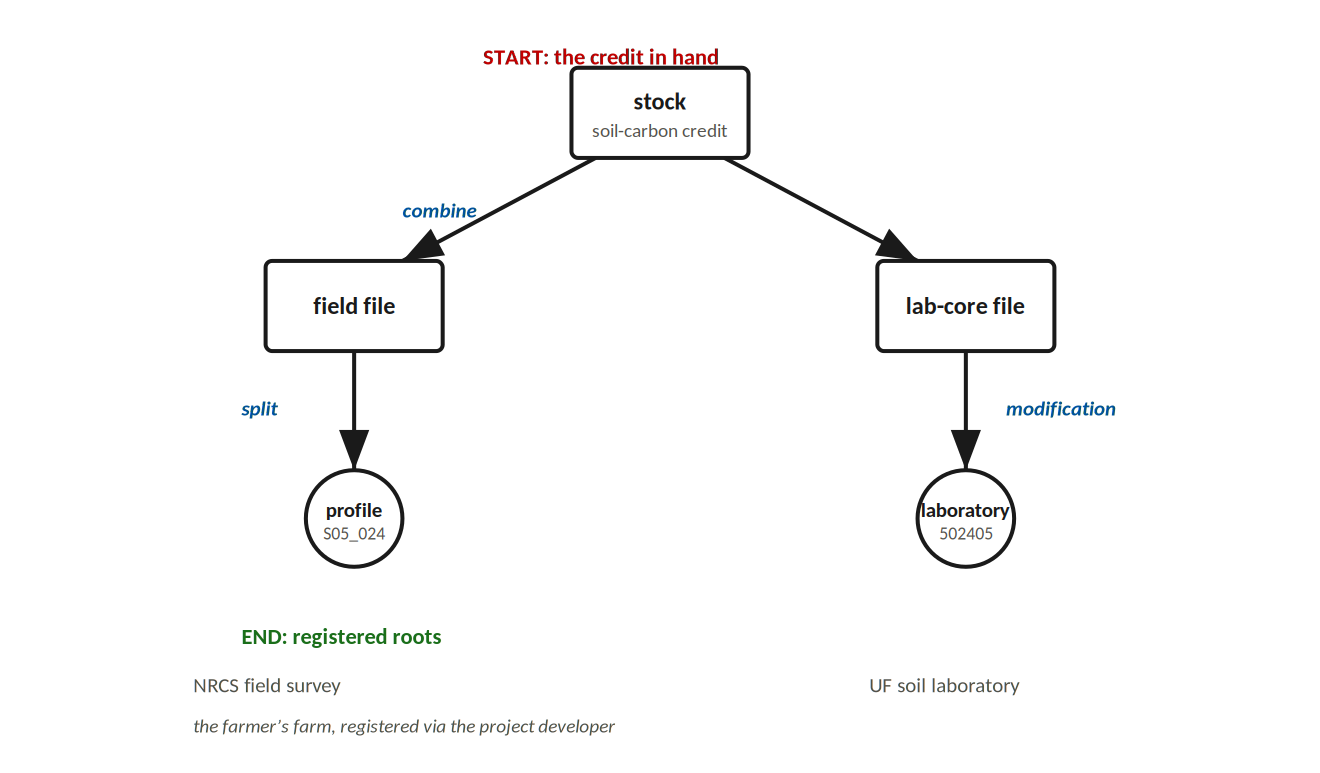 START: the credit in hand
stock
soil-carbon credit
combine
field file
lab-core file
split
modification
profile
S05_024
laboratory
502405
END: registered roots
NRCS field survey
UF soil laboratory
the farmer’s farm, registered via the project developer